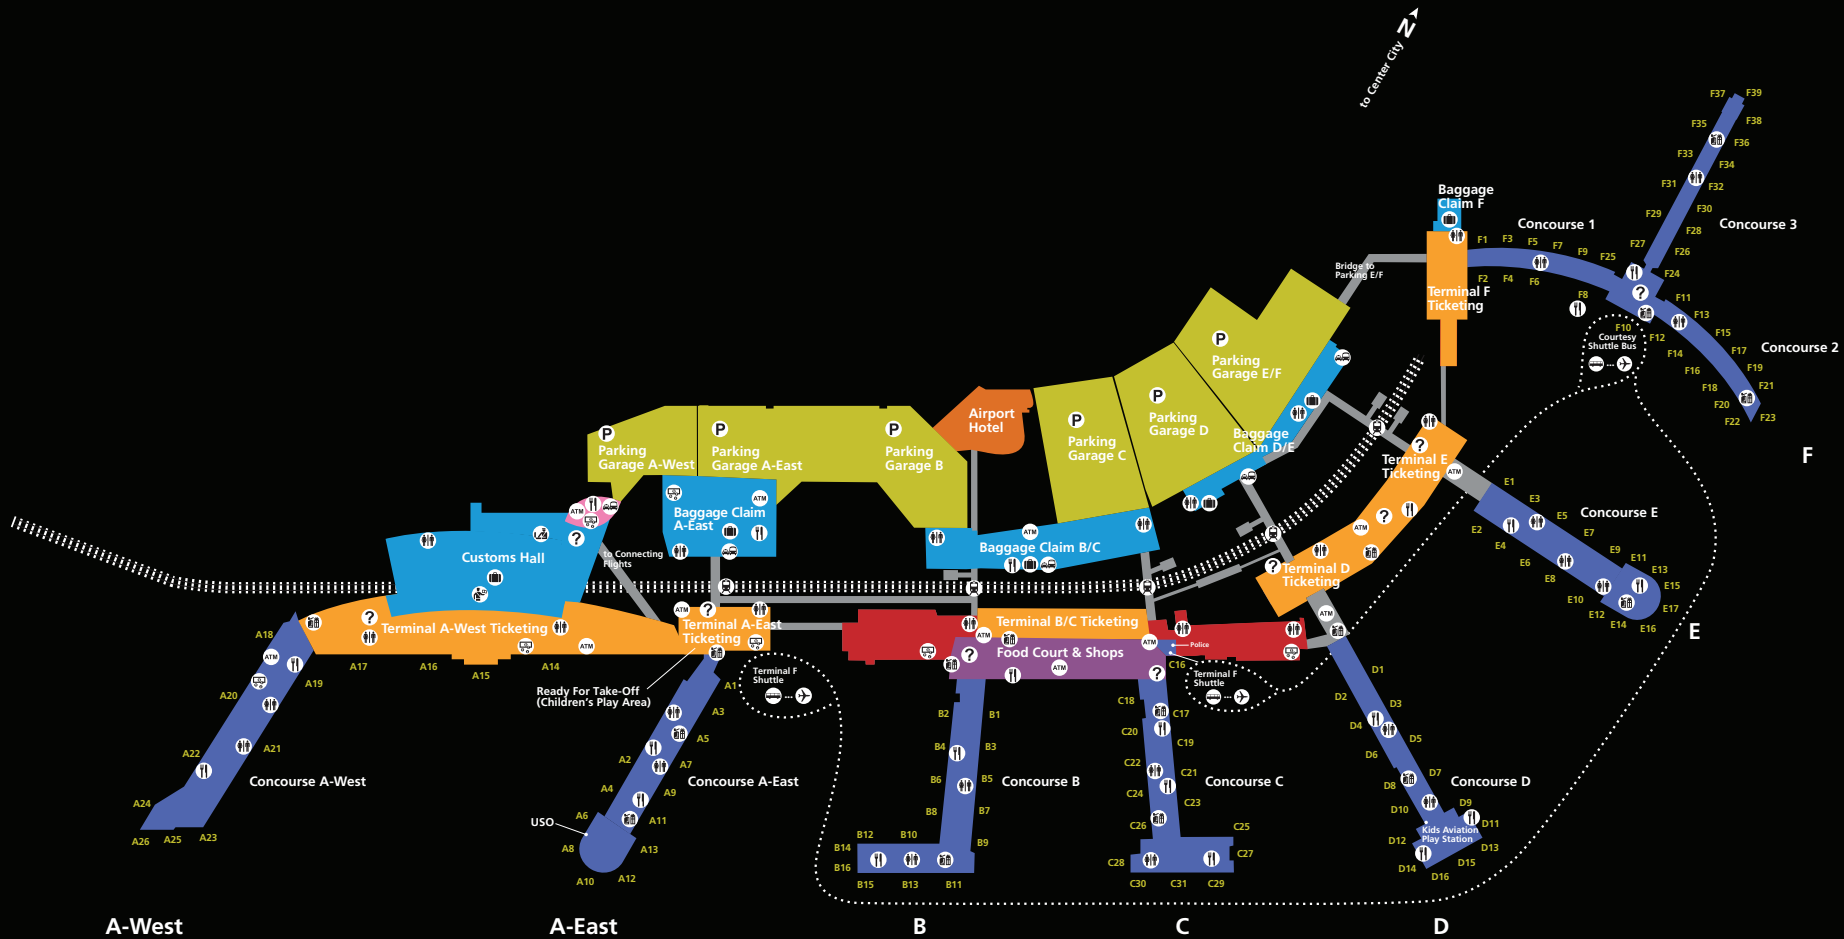 N
to Center City
F37
F39
F35
F38
F36
F33
F34
F31
F32
F29
F30
F28
F27
F26
F24
Concourse 3
Baggage
Claim F
Concourse 1
F1
F3
F5
F7
F9
F25
F2
F4
F6
F8
Bridge to
Parking E/F
Terminal F
Ticketing
?
F10
F11
F13
F15
F17
F19
F21
F23
F12
F14
F16
F18
F20
F22
Courtesy
Shuttle Bus
...
Concourse 2
F
P
Parking
Garage E/F
P
Parking
Garage D
P
Parking
Garage C
Airport
Hotel
P
Parking
Garage B
P
Parking
Garage A-East
P
Parking
Garage A-West
Baggage
Claim D/E
?
Terminal E
Ticketing
ATM
?
ATM
E1
E3
E5
E7
E9
E11
E13
E15
E17
E2
E4
E6
E8
E10
E12
E14
E16
Concourse E
E
?
Terminal D
Ticketing
ATM
ATM
Baggage Claim
A-East
ATM
Baggage Claim B/C
ATM
?
Customs Hall
to Connecting
Flights
?
Terminal A-West Ticketing
ATM
ATM
?
Terminal A-East
Ticketing
Terminal B/C Ticketing
ATM
ATM
?
Food Court & Shops
ATM
?
Police
C16
Terminal F
Shuttle
...
Terminal F
Shuttle
...
Ready For Take-Off
(Children's Play Area)
A18
ATM
A17
A16
A15
A14
A19
A20
A21
A22
A24
A26
A25
A23
Concourse A-West
A1
A3
A5
A2
A7
A4
A9
A6
A11
A8
A13
A10
A12
USO
Concourse A-East
B2
B1
B4
B3
B6
B5
B8
B7
B9
B12
B10
B14
B16
B15
B13
B11
Concourse B
C18
C17
C20
C19
C22
C21
C24
C23
C26
C25
C27
C28
C30
C31
C29
Concourse C
D1
D2
D3
D4
D5
D6
D7
D8
D9
D10
D11
D12
D13
D14
D15
D16
Concourse D
Kids Aviation
Play Station
A-West
A-East
B
C
D